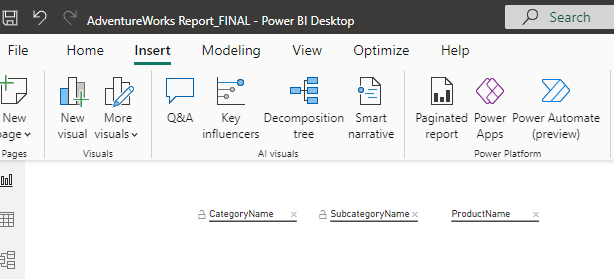 AdventureWorks Report_FINAL - Power BI Desktop
Search
File Home Insert Modeling View Optimize Help
New page
New visual
More visuals
Q&A
Key influencers
Decomposition tree
Smart narrative
Paginated report
Power Apps
Power Automate (preview)
Pages Visuals AI visuals Power Platform
CategoryName SubcategoryName ProductName